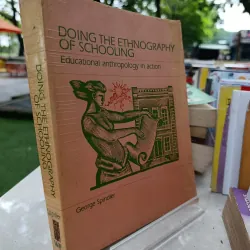 DOING THE ETHNOGRAPHY
OF SCHOOLING
Educational anthropology in action
George Spindler
DOING THE ETHNOGRAPHY
OF SCHOOLING